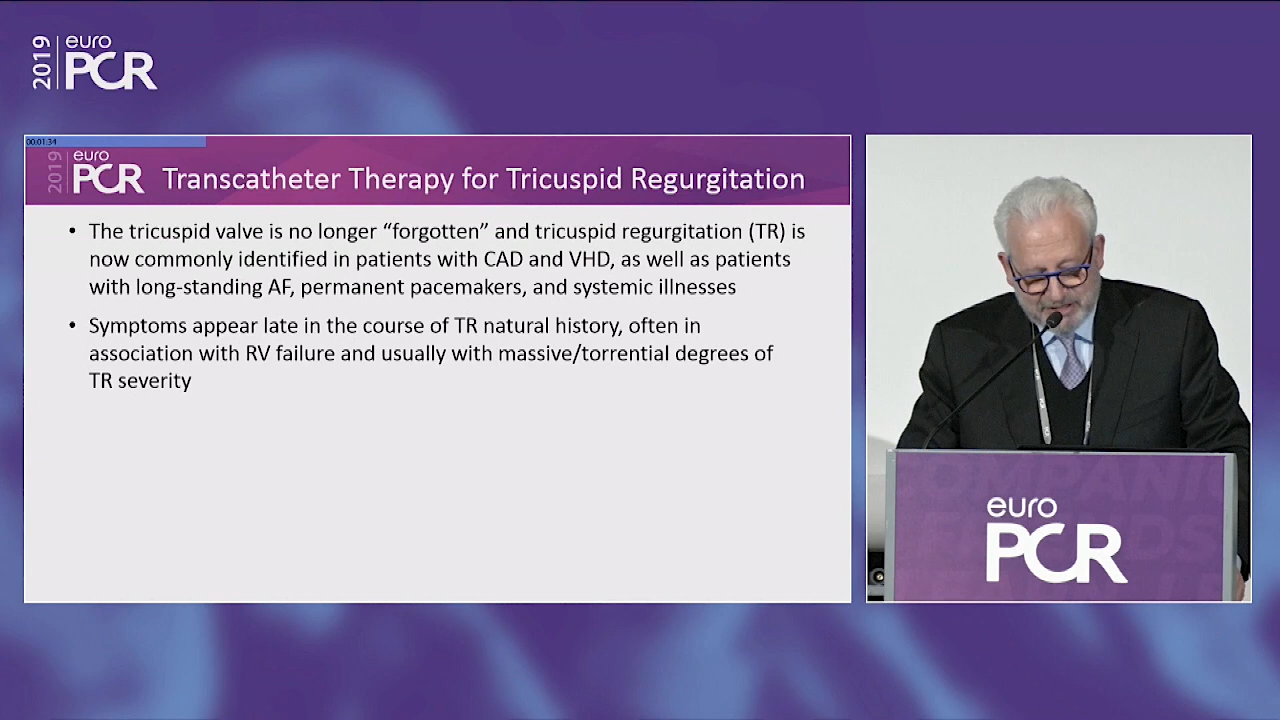 2019
euro
PCR
00:01:34
2019
euro
PCR
Transcatheter Therapy for Tricuspid Regurgitation
• The tricuspid valve is no longer “forgotten” and tricuspid regurgitation (TR) is
now commonly identified in patients with CAD and VHD, as well as patients
with long-standing AF, permanent pacemakers, and systemic illnesses
• Symptoms appear late in the course of TR natural history, often in
association with RV failure and usually with massive/torrential degrees of
TR severity
euro
PCR